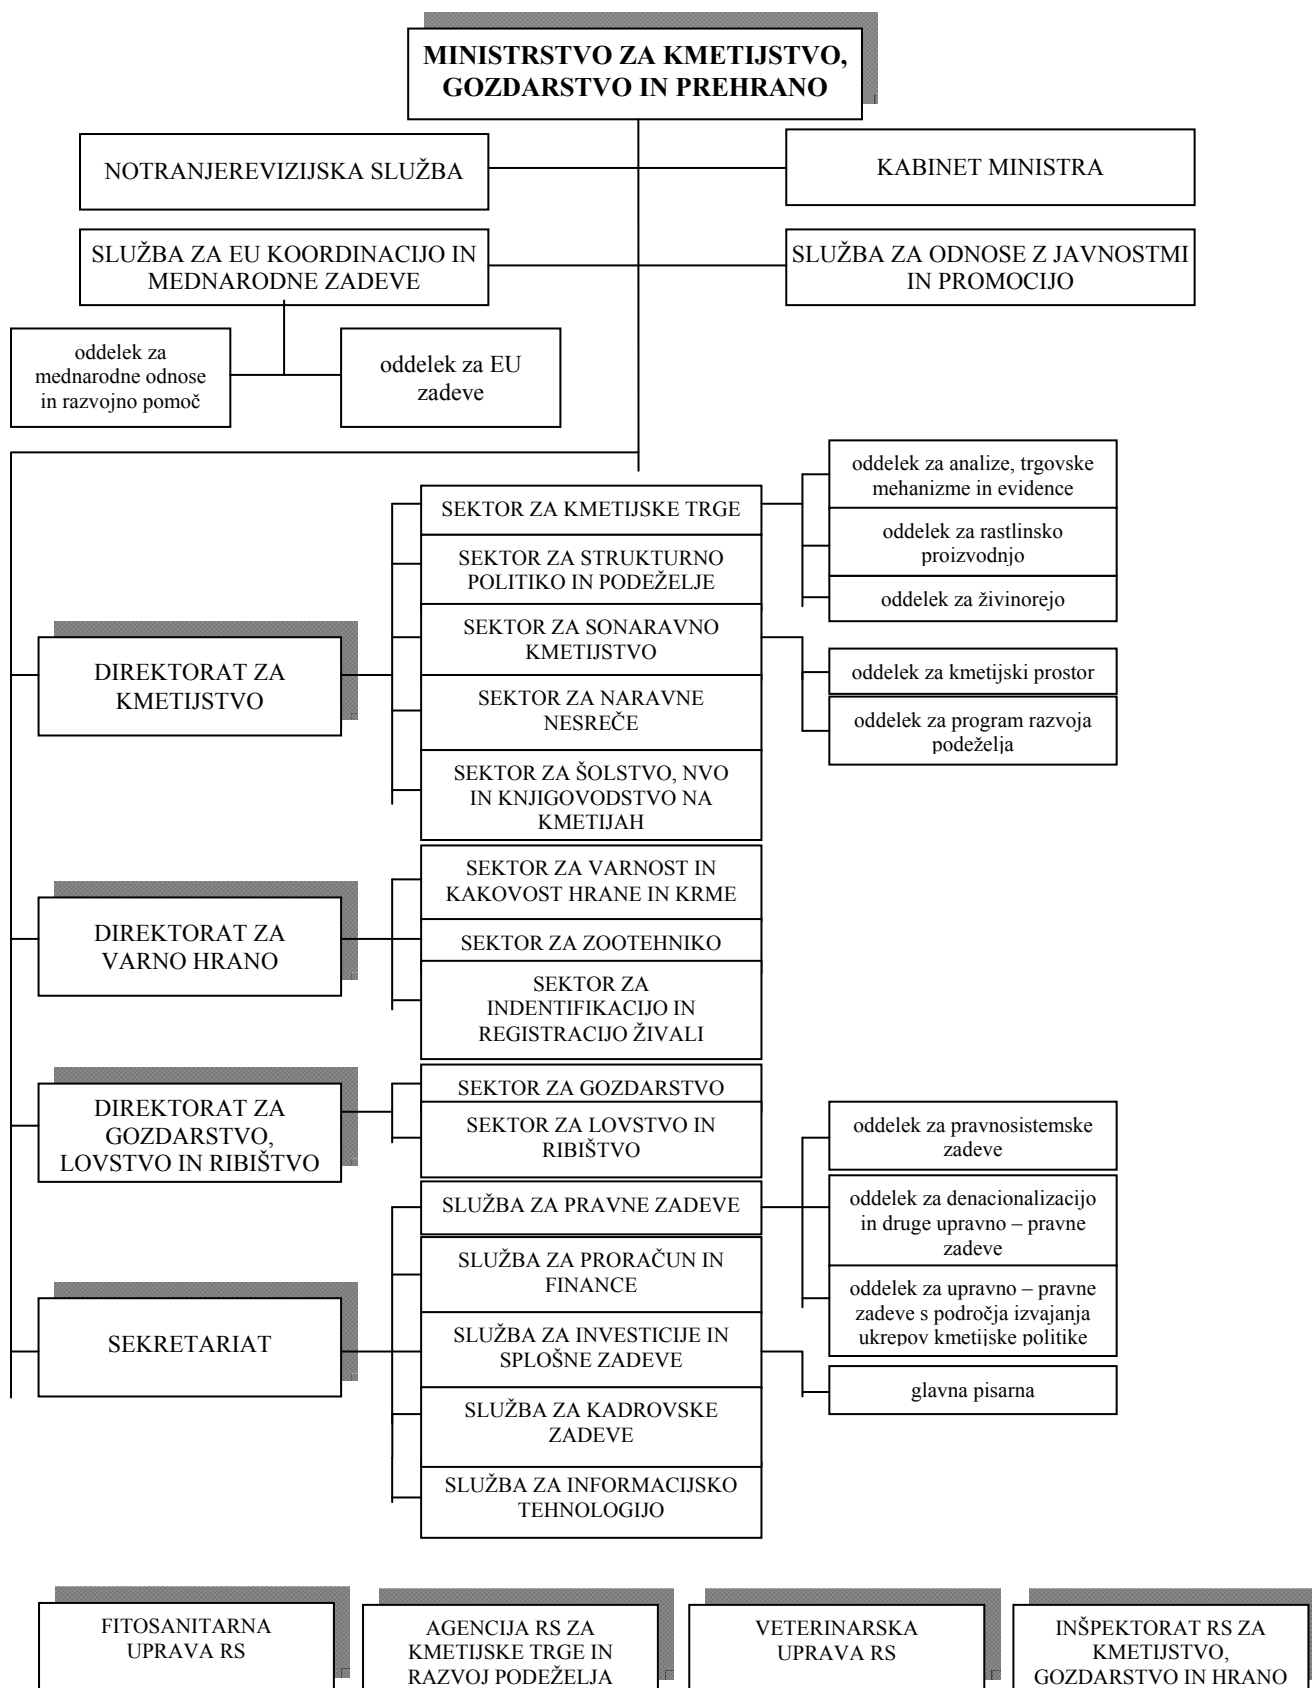 MINISTRSTVO ZA KMETIJSTVO,
GOZDARSTVO IN PREHRANO
NOTRANJEREVIZIJSKA SLUŽBA
KABINET MINISTRA
SLUŽBA ZA EU KOORDINACIJO IN
MEDNARODNE ZADEVE
SLUŽBA ZA ODNOSE Z JAVNOSTMI
IN PROMOCIJO
oddelek za
mednarodne odnose
in razvojno pomoč
oddelek za EU
zadeve
DIREKTORAT ZA
KMETIJSTVO
SEKTOR ZA KMETIJSKE TRGE
oddelek za analize, trgovske
mehanizme in evidence
oddelek za rastlinsko
proizvodnjo
oddelek za živinorejo
SEKTOR ZA STRUKTURNO
POLITIKO IN PODEŽELJE
SEKTOR ZA SONARAVNO
KMETIJSTVO
oddelek za kmetijski prostor
oddelek za program razvoja
podeželja
SEKTOR ZA NARAVNE
NESREČE
SEKTOR ZA ŠOLSTVO, NVO
IN KNJIGOVODSTVO NA
KMETIJAH
DIREKTORAT ZA
VARNO HRANO
SEKTOR ZA VARNOST IN
KAKOVOST HRANE IN KRME
SEKTOR ZA ZOOTEHNIKO
SEKTOR ZA
INDENTIFIKACIJO IN
REGISTRACIJO ŽIVALI
DIREKTORAT ZA
GOZDARSTVO,
LOVSTVO IN RIBIŠTVO
SEKTOR ZA GOZDARSTVO
SEKTOR ZA LOVSTVO IN
RIBIŠTVO
SEKRETARIAT
SLUŽBA ZA PRAVNE ZADEVE
oddelek za pravnosistemske
zadeve
oddelek za denacionalizacijo
in druge upravno – pravne
zadeve
oddelek za upravno – pravne
zadeve s področja izvajanja
ukrepov kmetijske politike
SLUŽBA ZA PRORAČUN IN
FINANCE
SLUŽBA ZA INVESTICIJE IN
SPLOŠNE ZADEVE
glavna pisarna
SLUŽBA ZA KADROVSKE
ZADEVE
SLUŽBA ZA INFORMACIJSKO
TEHNOLOGIJO
FITOSANITARNA
UPRAVA RS
AGENCIJA RS ZA
KMETIJSKE TRGE IN
RAZVOJ PODEŽELJA
VETERINARSKA
UPRAVA RS
INŠPEKTORAT RS ZA
KMETIJSTVO,
GOZDARSTVO IN HRANO